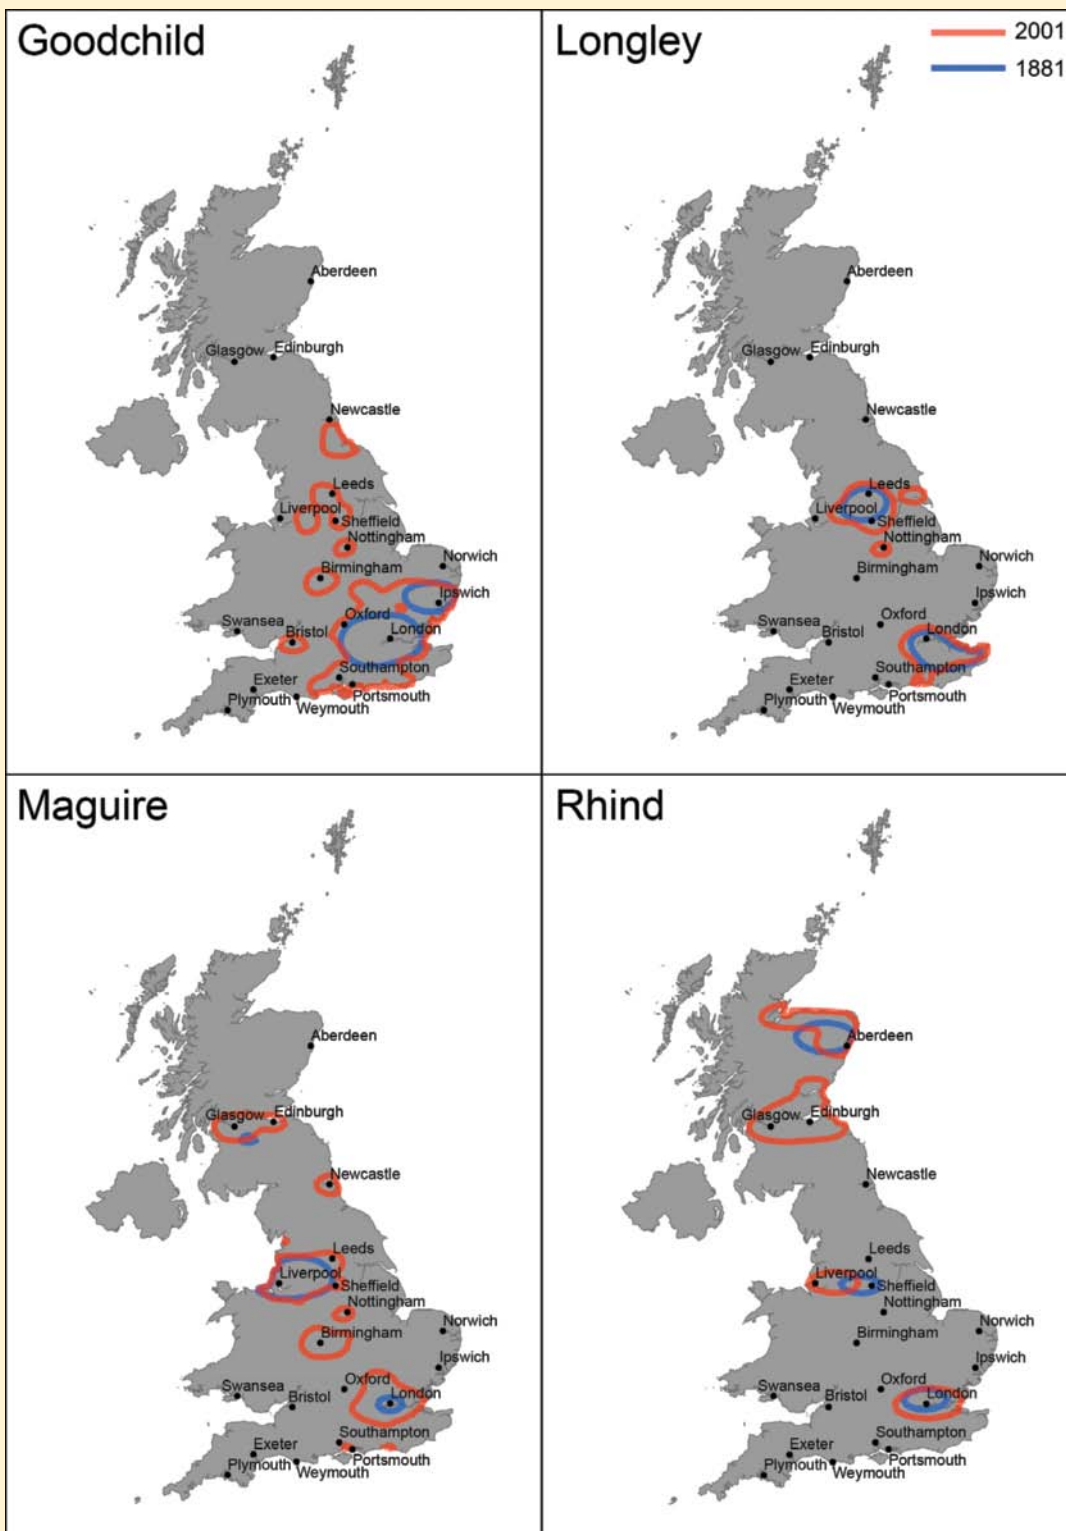 Goodchild
Aberdeen
Glasgow Edinburgh
Newcastle
Leeds
Liverpool
Sheffield
Nottingham
Norwich
Birmingham
Ipswich
Oxford
Swansea
Bristol London
Southampton
Exeter
Portsmouth
Plymouth Weymouth
Longley
2001
1881
Aberdeen
Glasgow Edinburgh
Newcastle
Leeds
Liverpool
Sheffield
Nottingham
Norwich
Birmingham
Ipswich
Oxford
Swansea
Bristol London
Southampton
Exeter
Portsmouth
Plymouth Weymouth
Maguire
Aberdeen
Glasgow Edinburgh
Newcastle
Leeds
Liverpool
Sheffield
Nottingham
Norwich
Birmingham
Ipswich
Oxford
Swansea
Bristol London
Southampton
Exeter
Portsmouth
Plymouth Weymouth
Rhind
Aberdeen
Glasgow Edinburgh
Newcastle
Leeds
Liverpool
Sheffield
Nottingham
Norwich
Birmingham
Ipswich
Oxford
Swansea
Bristol London
Southampton
Exeter
Portsmouth
Plymouth Weymouth